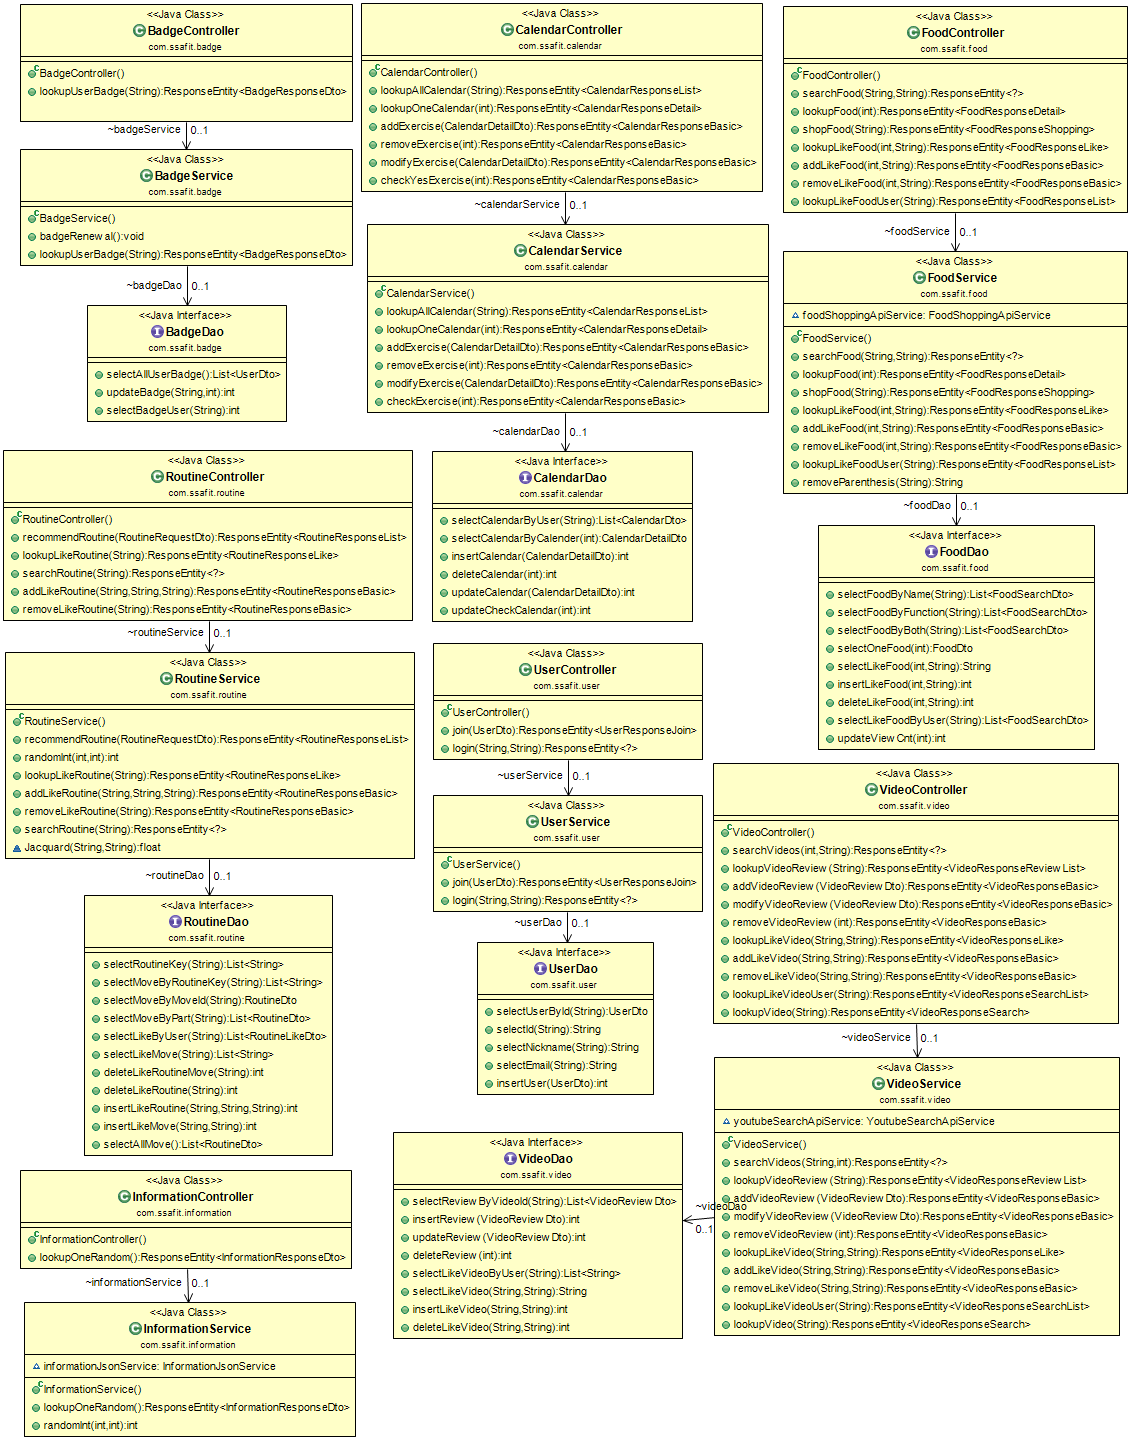 <<Java Class>>
BadgeController
com.ssafit.badge
BadgeController()
lookupUserBadge(String):ResponseEntity<BadgeResponseDto>
~badgeService 0..1
<<Java Class>>
BadgeService
com.ssafit.badge
BadgeService()
badgeRenewal():void
lookupUserBadge(String):ResponseEntity<BadgeResponseDto>
~badgeDao 0..1
<<Java Interface>>
BadgeDao
com.ssafit.badge
selectAllUserBadge():List<UserDto>
updateBadge(String,int):int
selectBadgeUser(String):int
<<Java Class>>
CalendarController
com.ssafit.calendar
CalendarController()
lookupAllCalendar(String):ResponseEntity<CalendarResponseList>
lookupOneCalendar(int):ResponseEntity<CalendarResponseDetail>
addExercise(CalendarDetailDto):ResponseEntity<CalendarResponseBasic>
removeExercise(int):ResponseEntity<CalendarResponseBasic>
modifyExercise(CalendarDetailDto):ResponseEntity<CalendarResponseBasic>
checkYesExercise(int):ResponseEntity<CalendarResponseBasic>
~calendarService 0..1
<<Java Class>>
CalendarService
com.ssafit.calendar
CalendarService()
lookupAllCalendar(String):ResponseEntity<CalendarResponseList>
lookupOneCalendar(int):ResponseEntity<CalendarResponseDetail>
addExercise(CalendarDetailDto):ResponseEntity<CalendarResponseBasic>
removeExercise(int):ResponseEntity<CalendarResponseBasic>
modifyExercise(CalendarDetailDto):ResponseEntity<CalendarResponseBasic>
checkExercise(int):ResponseEntity<CalendarResponseBasic>
~calendarDao 0..1
<<Java Interface>>
CalendarDao
com.ssafit.calendar
selectCalendarByUser(String):List<CalendarDto>
selectCalendarByCalender(int):CalendarDetailDto
insertCalendar(CalendarDetailDto):int
deleteCalendar(int):int
updateCalendar(CalendarDetailDto):int
updateCheckCalendar(int):int
<<Java Class>>
FoodController
com.ssafit.food
FoodController()
searchFood(String,String):ResponseEntity<?>
lookupFood(int):ResponseEntity<FoodResponseDetail>
shopFood(String):ResponseEntity<FoodResponseShopping>
lookupLikeFood(int,String):ResponseEntity<FoodResponseLike>
addLikeFood(int,String):ResponseEntity<FoodResponseBasic>
removeLikeFood(int,String):ResponseEntity<FoodResponseBasic>
lookupLikeFoodUser(String):ResponseEntity<FoodResponseList>
~foodService 0..1
<<Java Class>>
FoodService
com.ssafit.food
foodShoppingApiService: FoodShoppingApiService
FoodService()
searchFood(String,String):ResponseEntity<?>
lookupFood(int):ResponseEntity<FoodResponseDetail>
shopFood(String):ResponseEntity<FoodResponseShopping>
lookupLikeFood(int,String):ResponseEntity<FoodResponseLike>
addLikeFood(int,String):ResponseEntity<FoodResponseBasic>
removeLikeFood(int,String):ResponseEntity<FoodResponseBasic>
lookupLikeFoodUser(String):ResponseEntity<FoodResponseList>
removeParenthesis(String):String
~foodDao 0..1
<<Java Interface>>
FoodDao
com.ssafit.food
selectFoodByName(String):List<FoodSearchDto>
selectFoodByFunction(String):List<FoodSearchDto>
selectFoodByBoth(String):List<FoodSearchDto>
selectOneFood(int):FoodDto
selectLikeFood(int,String):String
insertLikeFood(int,String):int
deleteLikeFood(int,String):int
selectLikeFoodByUser(String):List<FoodSearchDto>
updateViewCnt(int):int
<<Java Class>>
RoutineController
com.ssafit.routine
RoutineController()
recommendRoutine(RoutineRequestDto):ResponseEntity<RoutineResponseList>
lookupLikeRoutine(String):ResponseEntity<RoutineResponseLike>
searchRoutine(String):ResponseEntity<?>
addLikeRoutine(String,String,String):ResponseEntity<RoutineResponseBasic>
removeLikeRoutine(String):ResponseEntity<RoutineResponseBasic>
~routineService 0..1
<<Java Class>>
RoutineService
com.ssafit.routine
RoutineService()
recommendRoutine(RoutineRequestDto):ResponseEntity<RoutineResponseList>
randomInt(int,int):int
lookupLikeRoutine(String):ResponseEntity<RoutineResponseLike>
addLikeRoutine(String,String,String):ResponseEntity<RoutineResponseBasic>
removeLikeRoutine(String):ResponseEntity<RoutineResponseBasic>
searchRoutine(String):ResponseEntity<?>
Jacquard(String,String):float
~routineDao 0..1
<<Java Interface>>
RoutineDao
com.ssafit.routine
selectRoutineKey(String):List<String>
selectMoveByRoutineKey(String):List<String>
selectMoveByMoveId(String):RoutineDto
selectMoveByPart(String):List<RoutineDto>
selectLikeByUser(String):List<RoutineLikeDto>
selectLikeMove(String):List<String>
deleteLikeRoutineMove(String):int
deleteLikeRoutine(String):int
insertLikeRoutine(String,String,String):int
insertLikeMove(String,String):int
selectAllMove():List<RoutineDto>
<<Java Class>>
UserController
com.ssafit.user
UserController()
join(UserDto):ResponseEntity<UserResponseJoin>
login(String,String):ResponseEntity<?>
~userService 0..1
<<Java Class>>
UserService
com.ssafit.user
UserService()
join(UserDto):ResponseEntity<UserResponseJoin>
login(String,String):ResponseEntity<?>
~userDao 0..1
<<Java Interface>>
UserDao
com.ssafit.user
selectUserById(String):UserDto
selectId(String):String
selectNickname(String):String
selectEmail(String):String
insertUser(UserDto):int
<<Java Class>>
VideoController
com.ssafit.video
VideoController()
searchVideos(int,String):ResponseEntity<?>
lookupVideoReview(String):ResponseEntity<VideoResponseReviewList>
addVideoReview(VideoReviewDto):ResponseEntity<VideoResponseBasic>
modifyVideoReview(VideoReviewDto):ResponseEntity<VideoResponseBasic>
removeVideoReview(int):ResponseEntity<VideoResponseBasic>
lookupLikeVideo(String,String):ResponseEntity<VideoResponseLike>
addLikeVideo(String,String):ResponseEntity<VideoResponseBasic>
removeLikeVideo(String,String):ResponseEntity<VideoResponseBasic>
lookupLikeVideoUser(String):ResponseEntity<VideoResponseSearchList>
lookupVideo(String):ResponseEntity<VideoResponseSearch>
~videoService 0..1
<<Java Class>>
VideoService
com.ssafit.video
youtubeSearchApiService: YoutubeSearchApiService
VideoService()
searchVideos(String,int):ResponseEntity<?>
lookupVideoReview(String):ResponseEntity<VideoResponseReviewList>
addVideoReview(VideoReviewDto):ResponseEntity<VideoResponseBasic>
modifyVideoReview(VideoReviewDto):ResponseEntity<VideoResponseBasic>
removeVideoReview(int):ResponseEntity<VideoResponseBasic>
lookupLikeVideo(String,String):ResponseEntity<VideoResponseLike>
addLikeVideo(String,String):ResponseEntity<VideoResponseBasic>
removeLikeVideo(String,String):ResponseEntity<VideoResponseBasic>
lookupLikeVideoUser(String):ResponseEntity<VideoResponseSearchList>
lookupVideo(String):ResponseEntity<VideoResponseSearch>
~videoDao
0..1
<<Java Interface>>
VideoDao
com.ssafit.video
selectReviewByVideoId(String):List<VideoReviewDto>
insertReview(VideoReviewDto):int
updateReview(VideoReviewDto):int
deleteReview(int):int
selectLikeVideoByUser(String):List<String>
selectLikeVideo(String,String):String
insertLikeVideo(String,String):int
deleteLikeVideo(String,String):int
<<Java Class>>
InformationController
com.ssafit.information
InformationController()
lookupOneRandom():ResponseEntity<InformationResponseDto>
~informationService 0..1
<<Java Class>>
InformationService
com.ssafit.information
informationJsonService: InformationJsonService
InformationService()
lookupOneRandom():ResponseEntity<InformationResponseDto>
randomInt(int,int):int